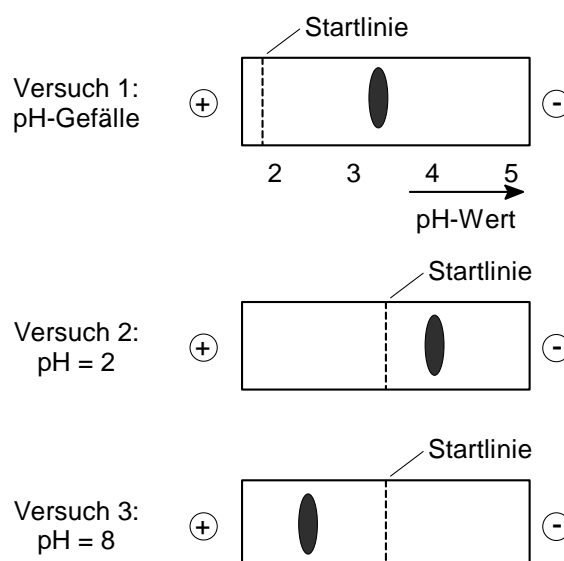 Startlinie
Versuch 1:
pH-Gefälle
+
-
2 3 4 5
pH-Wert
Startlinie
Versuch 2:
pH = 2
+
-
Startlinie
Versuch 3:
pH = 8
+
-